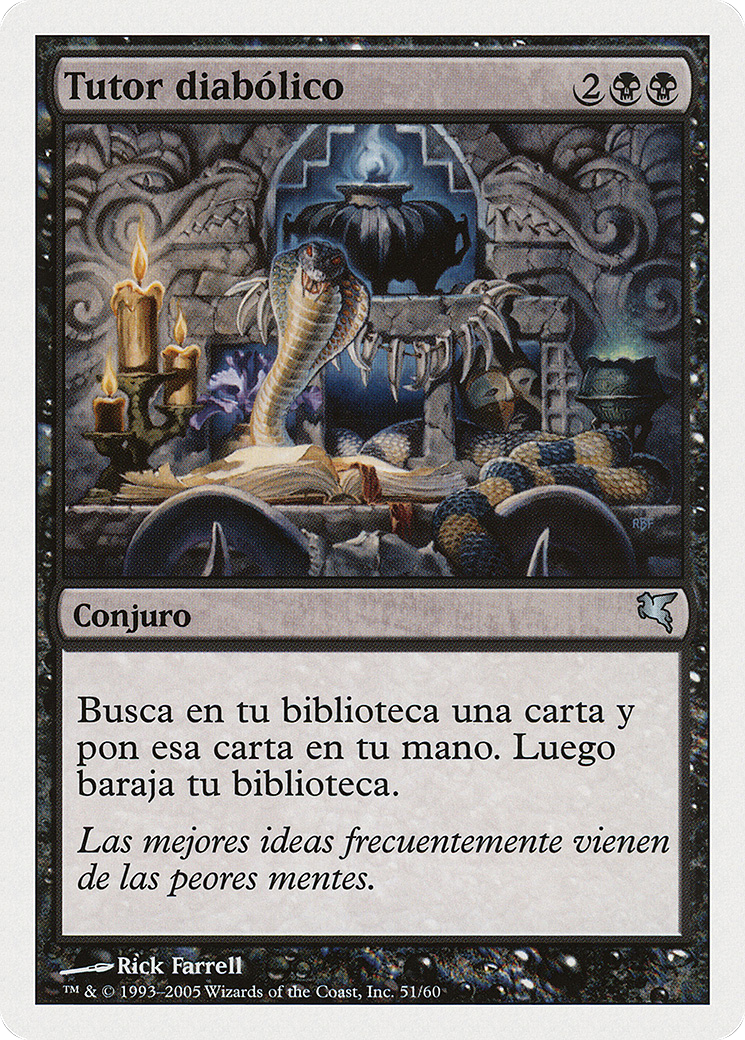 Tutor diabólico
2
RBF
Conjuro
Busca en tu biblioteca una carta y
pon esa carta en tu mano. Luego
baraja tu biblioteca.
Las mejores ideas frecuentemente vienen
de las peores mentes.
Rick Farrell
™ & © 1993–2005 Wizards of the Coast, Inc. 51/60